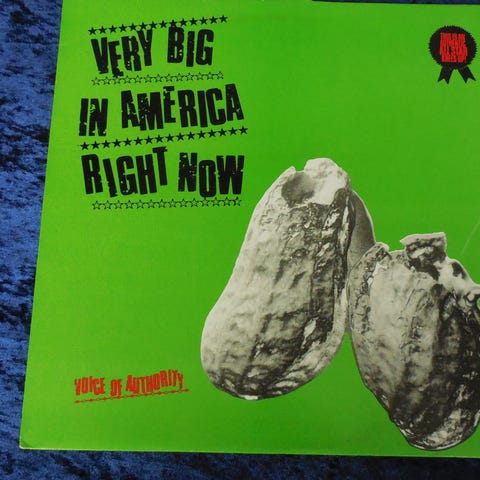 VERY BIG
IN AMERICA
RIGHT NOW
VOICE OF AUTHORITY